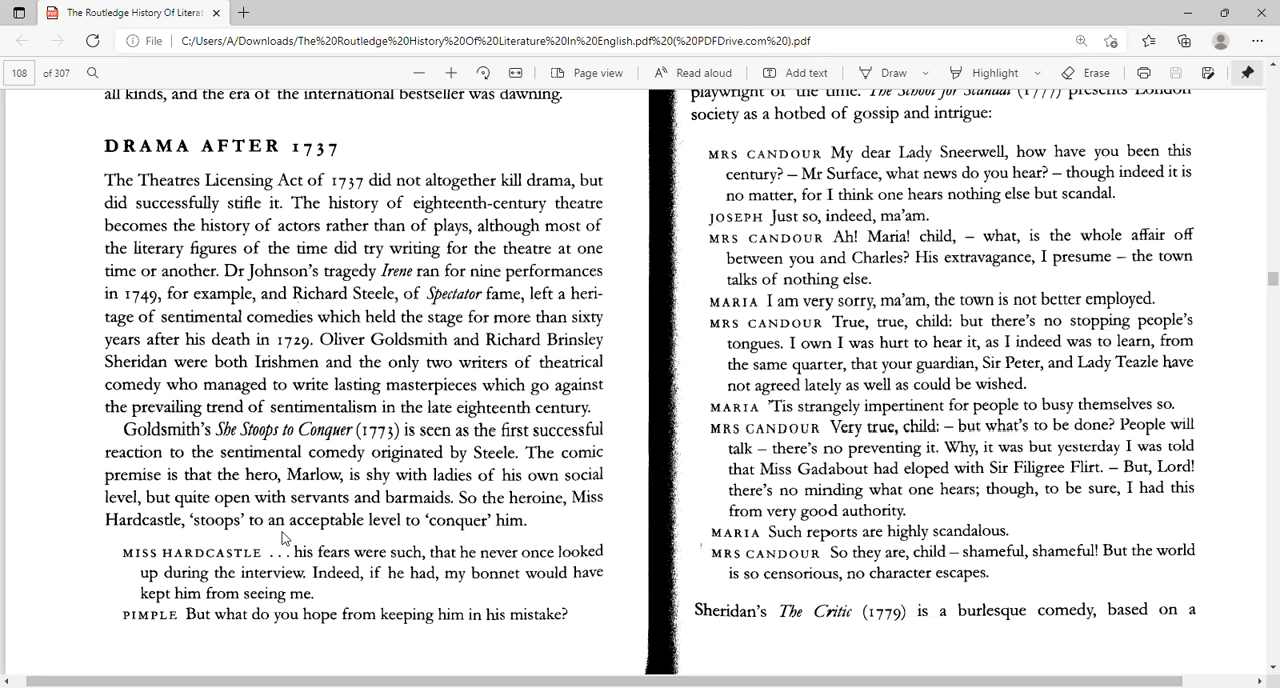 The Routledge History Of Literat
File
C:/Users/A/Downloads/The%20Routledge%20History%20Of%20Literature%20In%20English.pdf%20(%20PDFDrive.com%20).pdf
108 of 307
Page view
Read aloud
Add text
Draw
Highlight
Erase
all kinds, and the era of the international bestseller was dawning.
DRAMA AFTER 1737
The Theatres Licensing Act of 1737 did not altogether kill drama, but
did successfully stifle it. The history of eighteenth-century theatre
becomes the history of actors rather than of plays, although most of
the literary figures of the time did try writing for the theatre at one
time or another. Dr Johnson's tragedy Irene ran for nine performances
in 1749, for example, and Richard Steele, of Spectator fame, left a heri-
tage of sentimental comedies which held the stage for more than sixty
years after his death in 1729. Oliver Goldsmith and Richard Brinsley
Sheridan were both Irishmen and the only two writers of theatrical
comedy who managed to write lasting masterpieces which go against
the prevailing trend of sentimentalism in the late eighteenth century.
Goldsmith's She Stoops to Conquer (1773) is seen as the first successful
reaction to the sentimental comedy originated by Steele. The comic
premise is that the hero, Marlow, is shy with ladies of his own social
level, but quite open with servants and barmaids. So the heroine, Miss
Hardcastle, 'stoops' to an acceptable level to 'conquer' him.
MISS HARDCASTLE ... his fears were such, that he never once looked
up during the interview. Indeed, if he had, my bonnet would have
kept him from seeing me.
PIMPLE But what do you hope from keeping him in his mistake?
playwright of the time. The School for Scandal (1777) presents London
society as a hotbed of gossip and intrigue:
MRS CANDOUR My dear Lady Sneerwell, how have you been this
century? – Mr Surface, what news do you hear? – though indeed it is
no matter, for I think one hears nothing else but scandal.
JOSEPH Just so, indeed, ma'am.
MRS CANDOUR Ah! Maria! child, – what, is the whole affair off
between you and Charles? His extravagance, I presume – the town
talks of nothing else.
MARIA I am very sorry, ma'am, the town is not better employed.
MRS CANDOUR True, true, child: but there's no stopping people's
tongues. I own I was hurt to hear it, as I indeed was to learn, from
the same quarter, that your guardian, Sir Peter, and Lady Teazle have
not agreed lately as well as could be wished.
MARIA 'Tis strangely impertinent for people to busy themselves so.
MRS CANDOUR Very true, child: – but what's to be done? People will
talk – there's no preventing it. Why, it was but yesterday I was told
that Miss Gadabout had eloped with Sir Filigree Flirt. – But, Lord!
there's no minding what one hears; though, to be sure, I had this
from very good authority.
MARIA Such reports are highly scandalous.
MRS CANDOUR So they are, child – shameful, shameful! But the world
is so censorious, no character escapes.
Sheridan's The Critic (1779) is a burlesque comedy, based on a